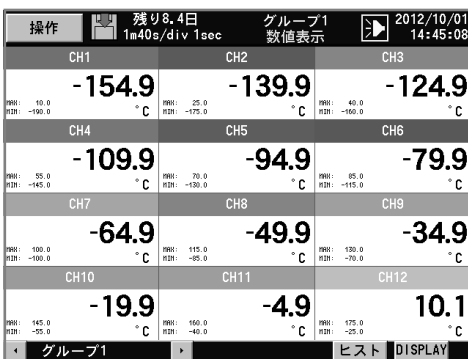 操作 残り8.4日 グループ1 2012/10/01
1m40s/div 1sec 数値表示 14:45:08
CH1 CH2 CH3
-154.9 -139.9 -124.9
MAX: 10.0 MAX: 25.0 MAX: 40.0
MIN: -190.0 °C MIN: -175.0 °C MIN: -160.0 °C
CH4 CH5 CH6
-109.9 -94.9 -79.9
MAX: 55.0 MAX: 70.0 MAX: 85.0
MIN: -145.0 °C MIN: -130.0 °C MIN: -115.0 °C
CH7 CH8 CH9
-64.9 -49.9 -34.9
MAX: 100.0 MAX: 115.0 MAX: 130.0
MIN: -100.0 °C MIN: -85.0 °C MIN: -70.0 °C
CH10 CH11 CH12
-19.9 -4.9 10.1
MAX: 145.0 MAX: 160.0 MAX: 175.0
MIN: -55.0 °C MIN: -40.0 °C MIN: -25.0 °C
グループ1 ヒスト DISPLAY